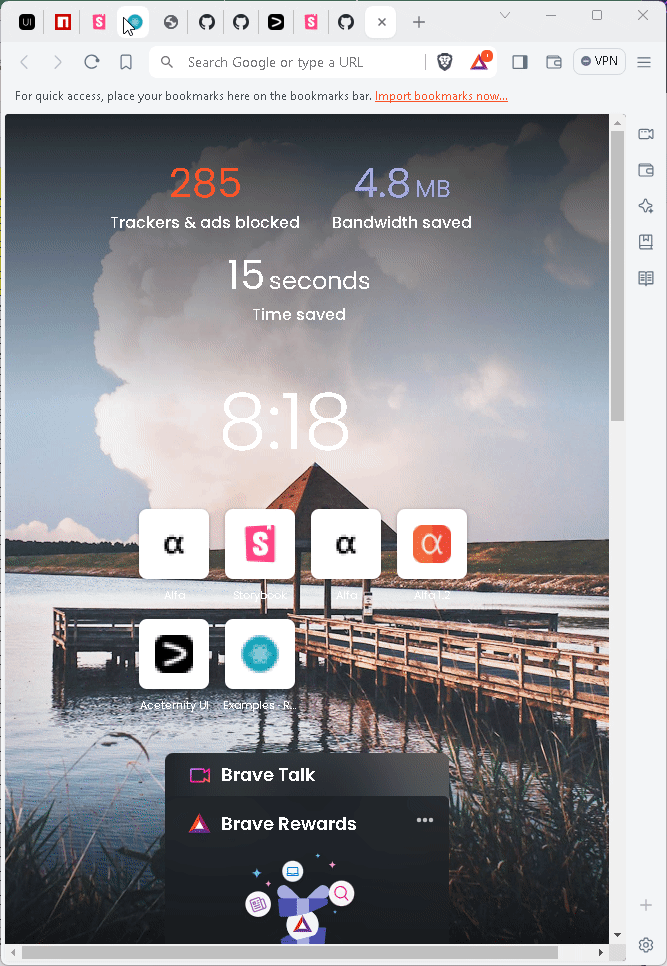 UI
n
S
S
Search Google or type a URL
VPN
For quick access, place your bookmarks here on the bookmarks bar. Import bookmarks now...
285
Trackers & ads blocked
4.8 MB
Bandwidth saved
15 seconds
Time saved
8:18
α
S
α
α
Alfa
Storybook
Alfa
Alfa 1.2
Aceternity UI
Examples - R...
Brave Talk
Brave Rewards